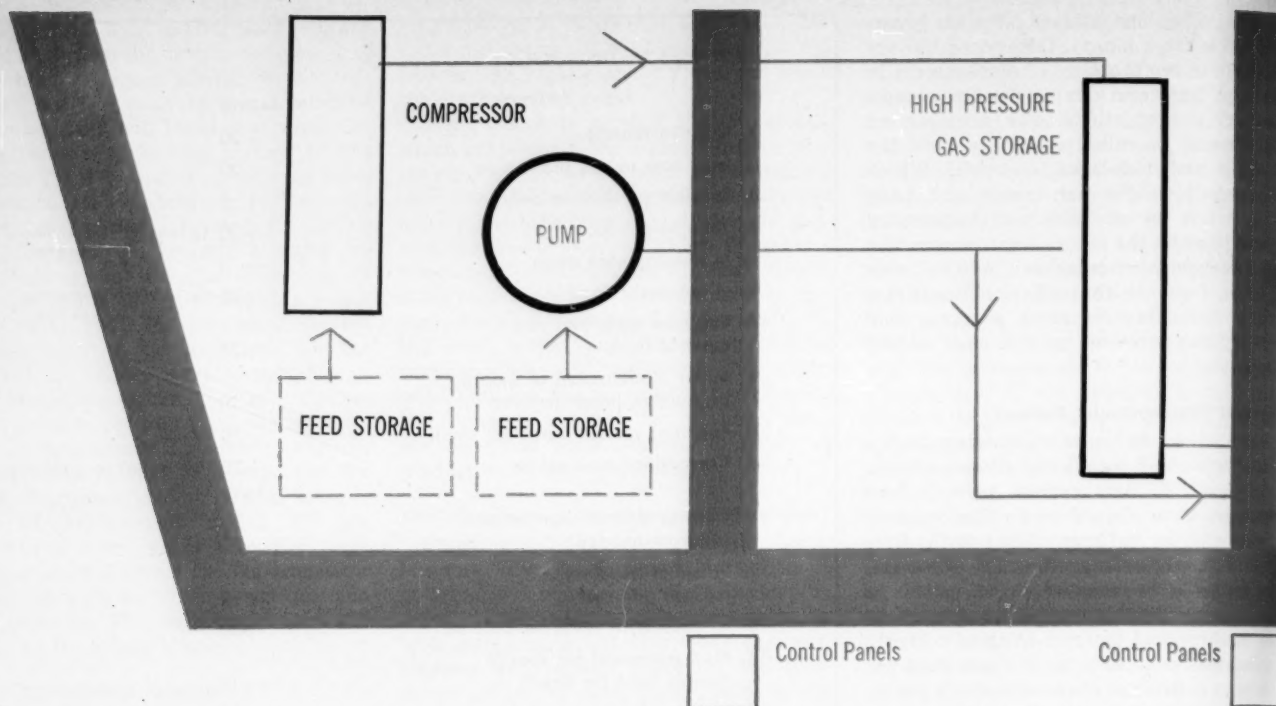 COMPRESSOR
HIGH PRESSURE
GAS STORAGE
PUMP
FEED STORAGE
FEED STORAGE
Control Panels
Control Panels